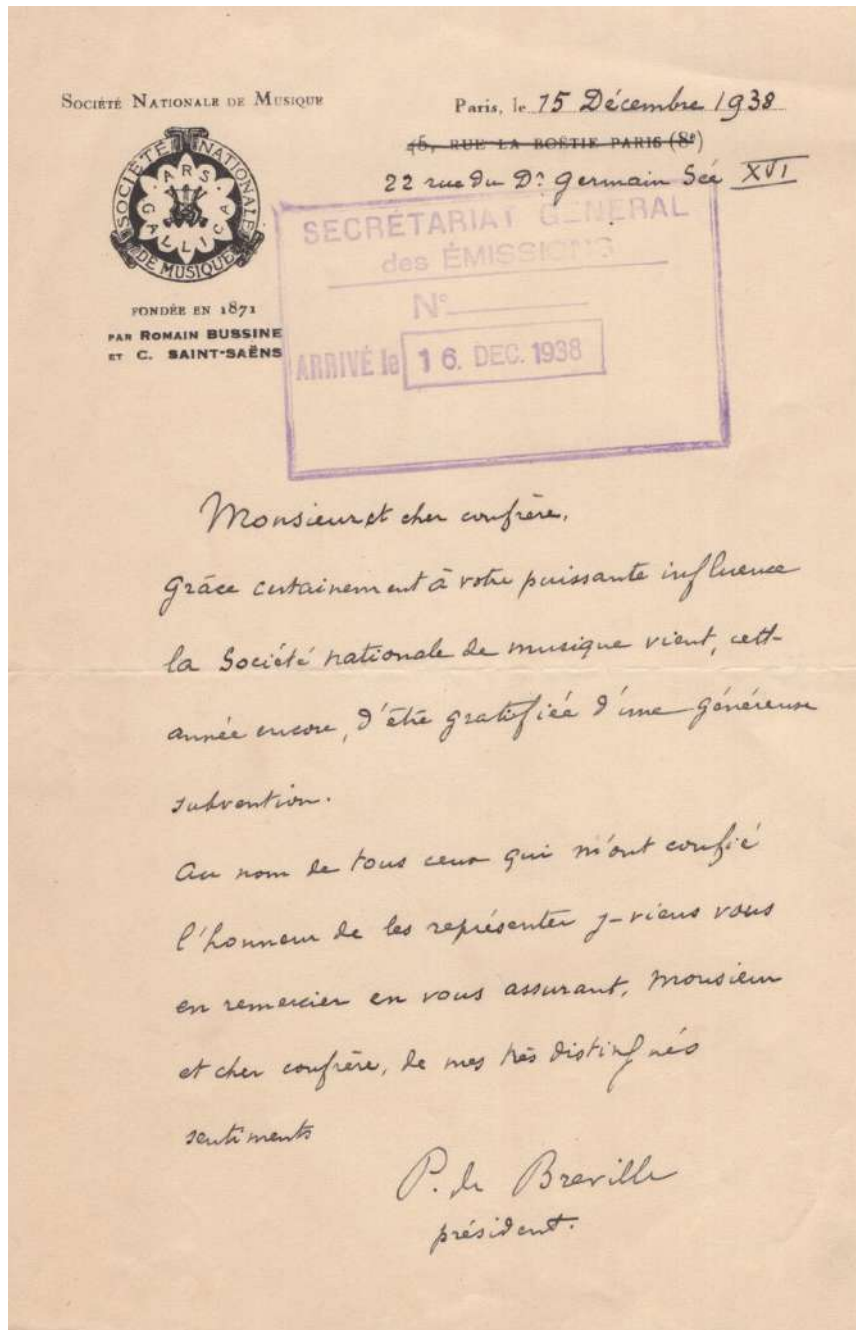 Société Nationale de Musique
Paris, le 15 Décembre 1938
45, RUE LA BOËTIE PARIS (8e)
22 rue du Dr Germain Sée XVI
SOCIÉTÉ NATIONALE DE MUSIQUE
ARS GALLICA
FONDÉE EN 1871
PAR ROMAIN BUSSINE
ET C. SAINT-SAËNS
SECRÉTARIAT GÉNÉRAL
des ÉMISSIONS
N°
ARRIVÉ le 16. DEC. 1938
Monsieur et cher confrère,
Grâce certainement à votre puissante influence
la Société nationale de musique vient, cette
année encore, d'être gratifiée d'une généreuse
subvention.
Au nom de tous ceux qui m'ont confié
l'honneur de les représenter je viens vous
en remercier en vous assurant, Monsieur
et cher confrère, de mes très distingués
sentiments
P. de Breville
président.